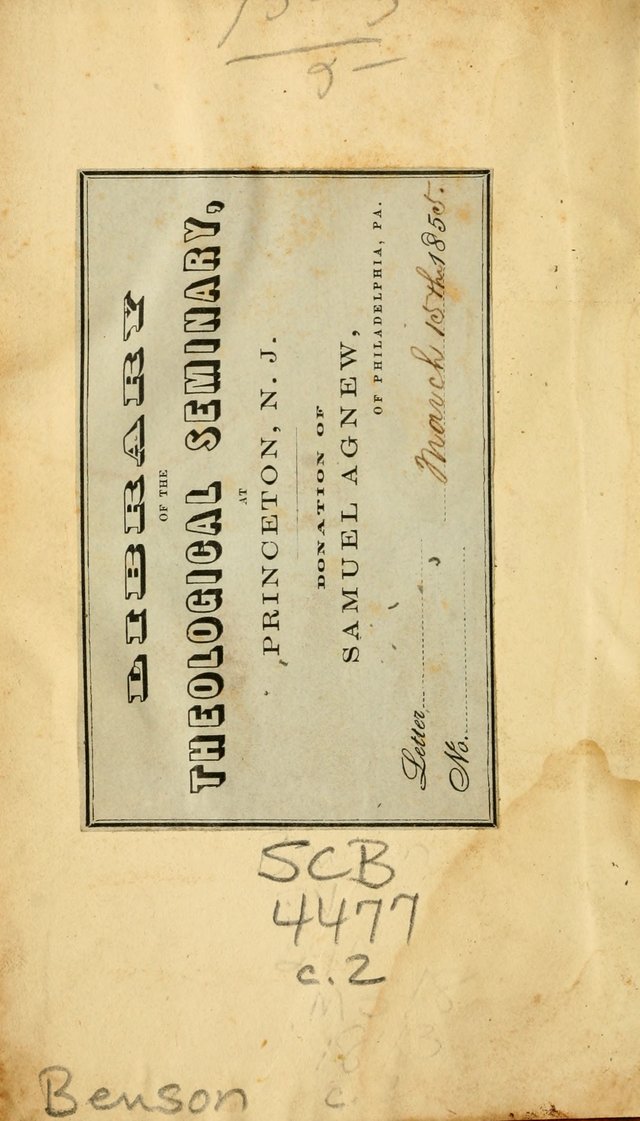 LIBRARY
OF THE
THEOLOGICAL SEMINARY,
AT
PRINCETON, N. J.
DONATION OF
SAMUEL AGNEW,
OF PHILADELPHIA, PA.
Letter
March 15th 1855.
No.
SCB
4477
c.2
Benson